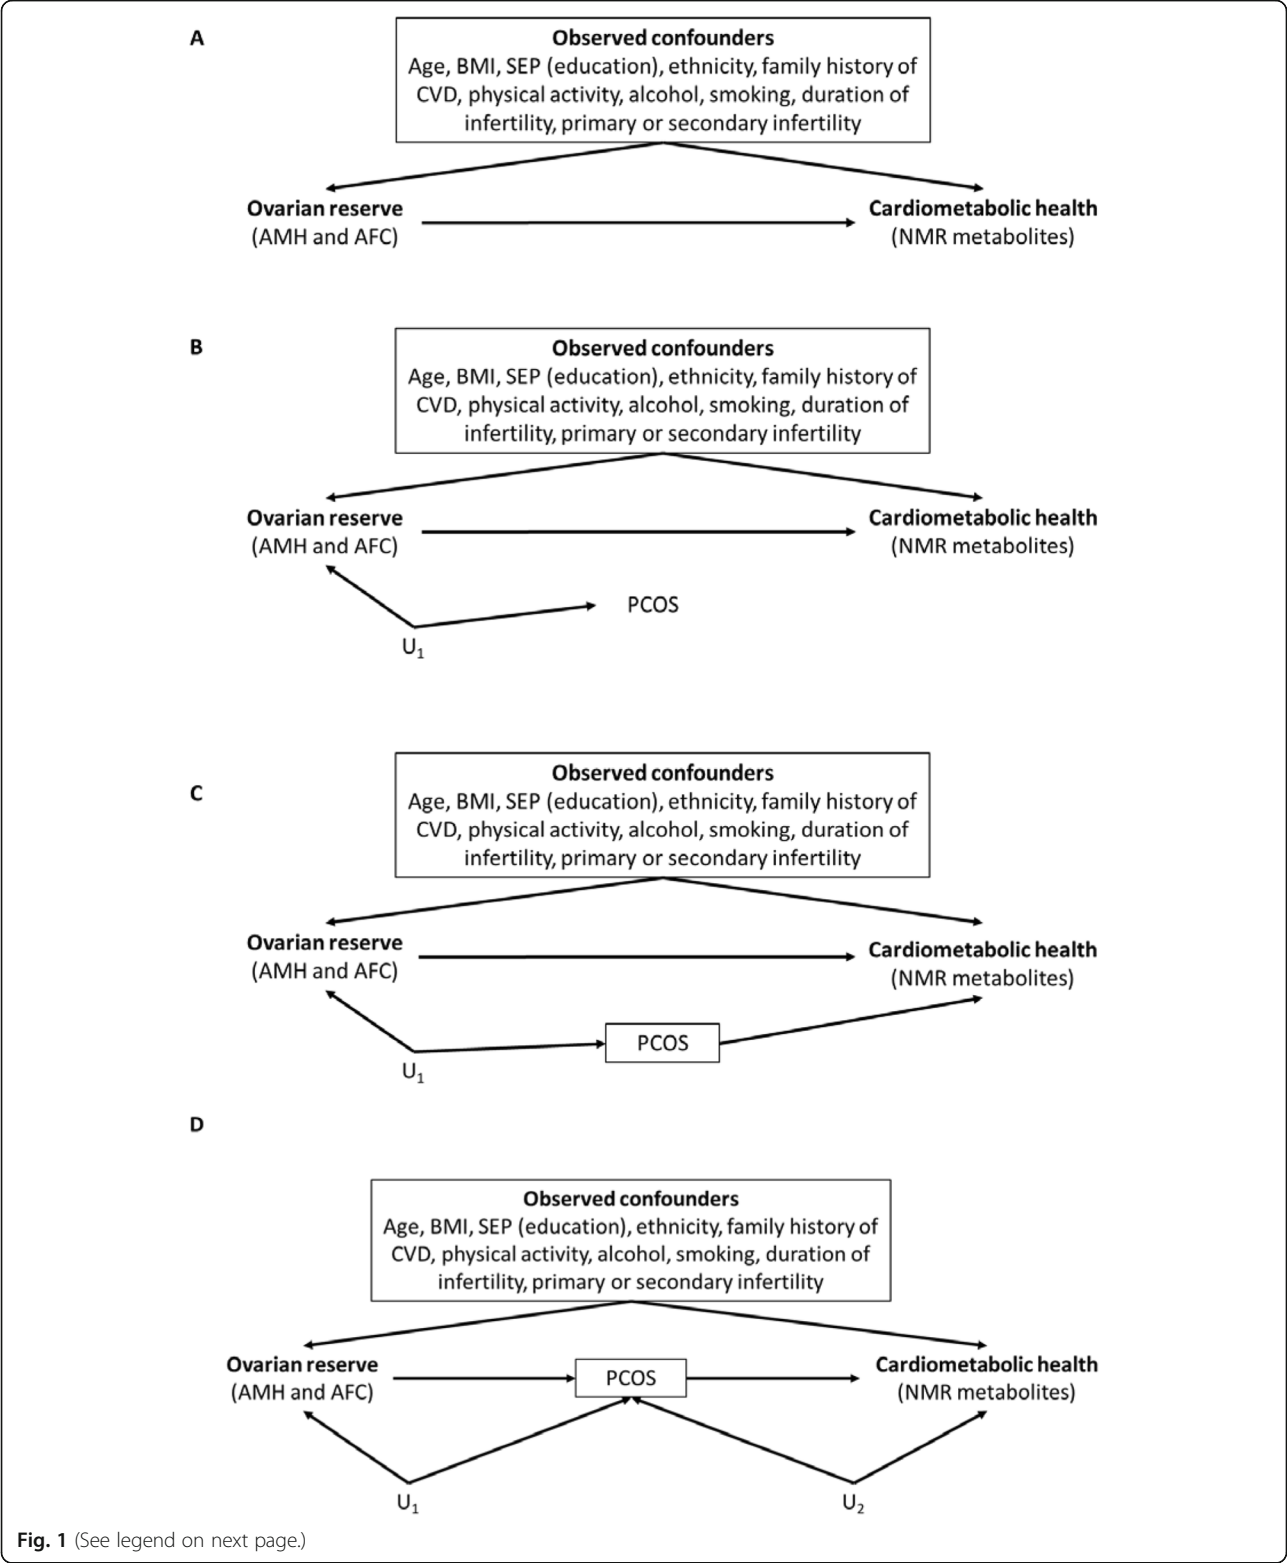 A
Observed confounders
Age, BMI, SEP (education), ethnicity, family history of
CVD, physical activity, alcohol, smoking, duration of
infertility, primary or secondary infertility
Ovarian reserve
(AMH and AFC)
Cardiometabolic health
(NMR metabolites)
B
Observed confounders
Age, BMI, SEP (education), ethnicity, family history of
CVD, physical activity, alcohol, smoking, duration of
infertility, primary or secondary infertility
Ovarian reserve
(AMH and AFC)
Cardiometabolic health
(NMR metabolites)
PCOS
U₁
C
Observed confounders
Age, BMI, SEP (education), ethnicity, family history of
CVD, physical activity, alcohol, smoking, duration of
infertility, primary or secondary infertility
Ovarian reserve
(AMH and AFC)
Cardiometabolic health
(NMR metabolites)
PCOS
U₁
D
Observed confounders
Age, BMI, SEP (education), ethnicity, family history of
CVD, physical activity, alcohol, smoking, duration of
infertility, primary or secondary infertility
Ovarian reserve
(AMH and AFC)
PCOS
Cardiometabolic health
(NMR metabolites)
U₁
U₂
Fig. 1 (See legend on next page.)